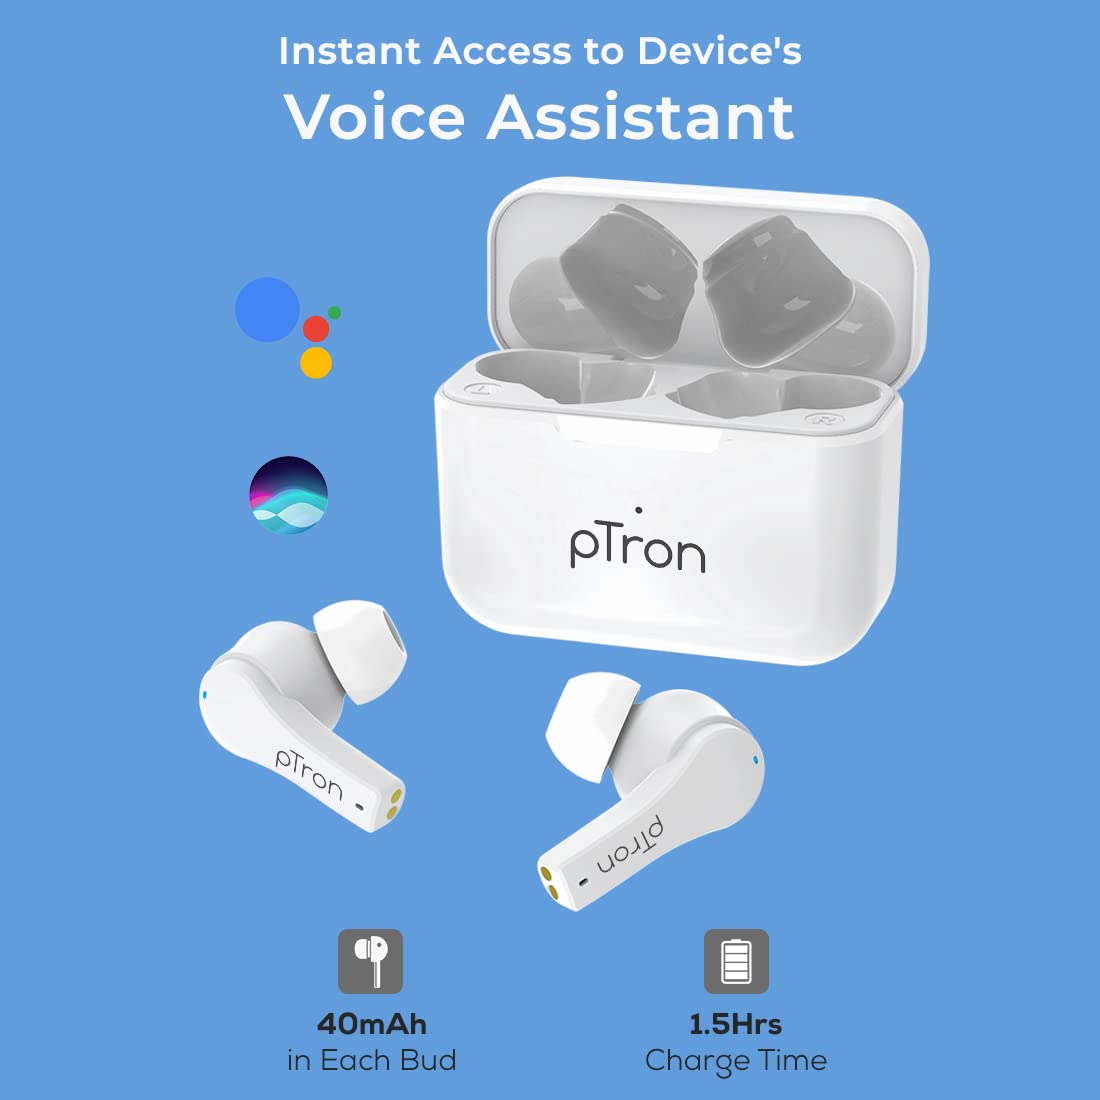 Instant Access to Device's
Voice Assistant
L
R
pTron
pTron
pTron
40mAh
in Each Bud
1.5Hrs
Charge Time